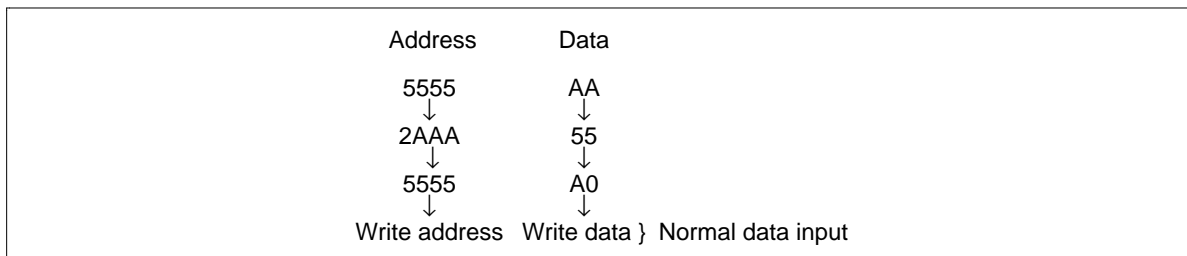 Address Data
5555 AA
↓ ↓
2AAA 55
↓ ↓
5555 A0
↓ ↓
Write address Write data } Normal data input